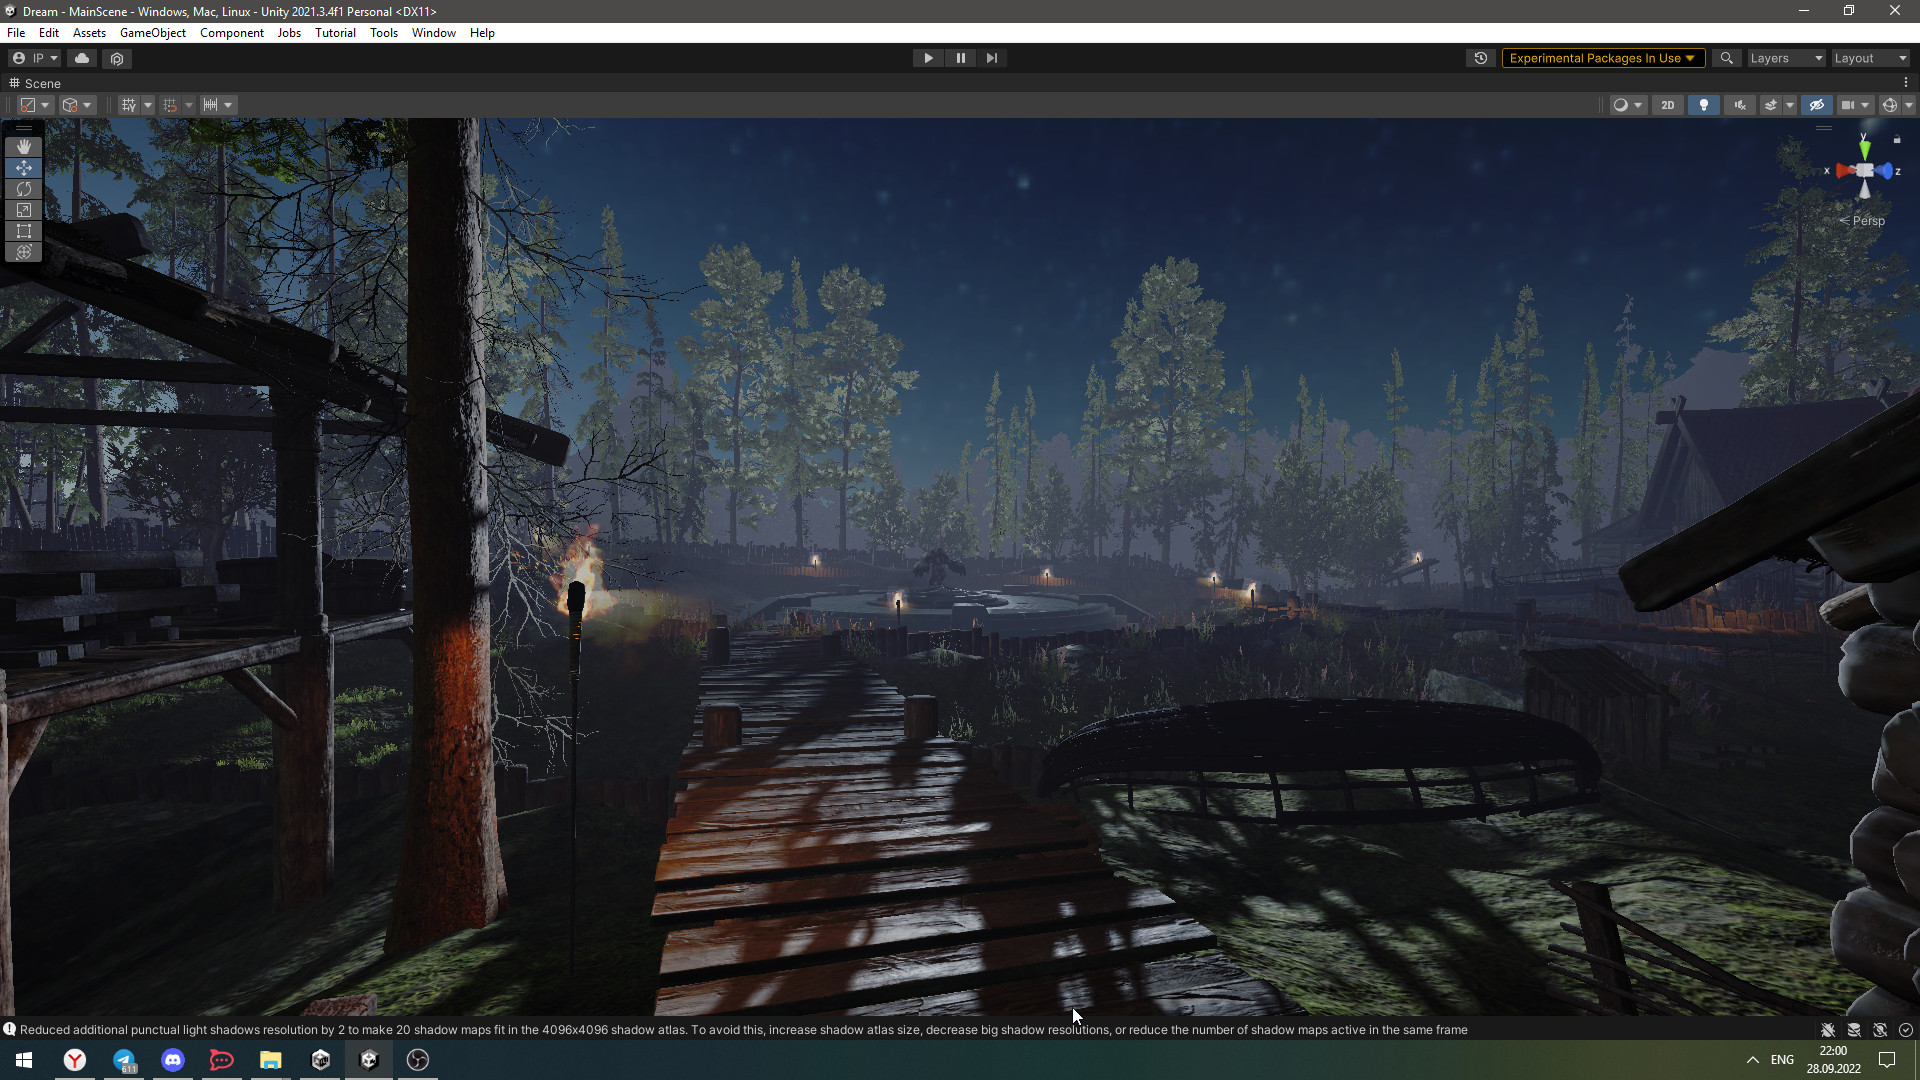 Dream - MainScene - Windows, Mac, Linux - Unity 2021.3.4f1 Personal <DX11>
File Edit Assets GameObject Component Jobs Tutorial Tools Window Help
IP Experimental Packages In Use Layers Layout
Scene
2D
y
x z
< Persp
Reduced additional punctual light shadows resolution by 2 to make 20 shadow maps fit in the 4096x4096 shadow atlas. To avoid this, increase shadow atlas size, decrease big shadow resolutions, or reduce the number of shadow maps active in the same frame
611
ENG
22:00
28.09.2022